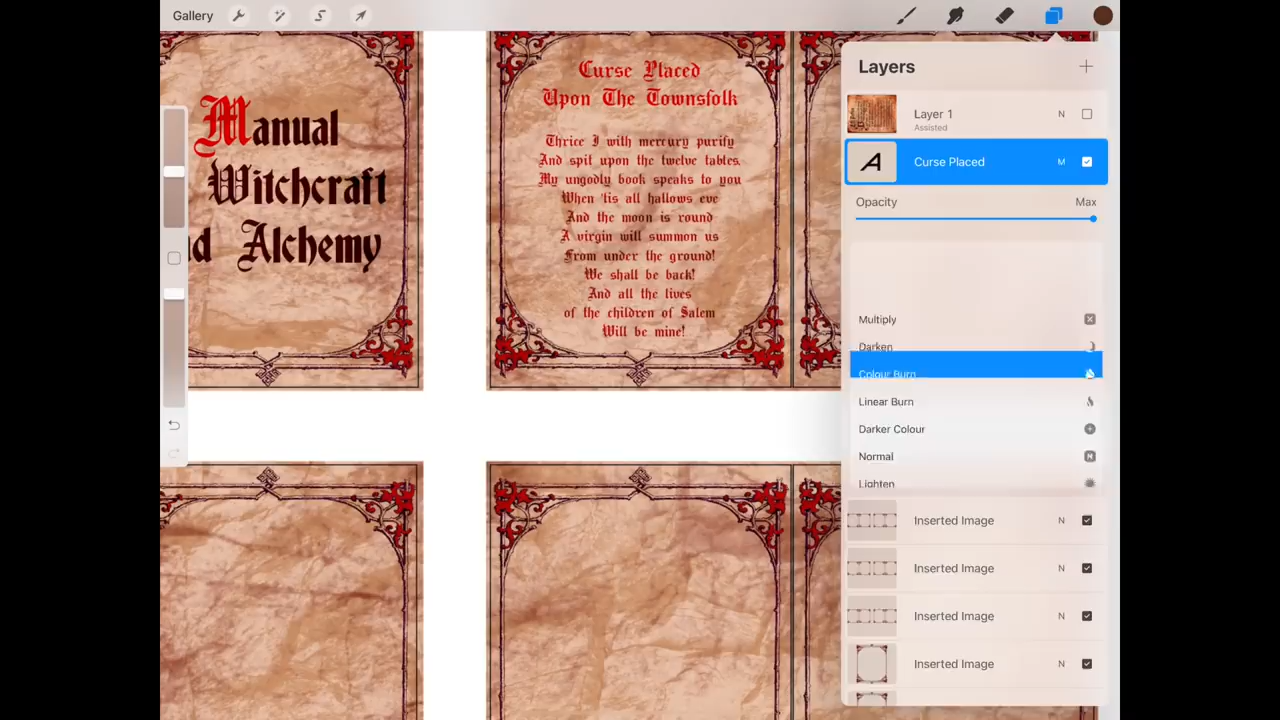 Gallery
Manual
Witchcraft
d Alchemy
Curse Placed
Upon The Townsfolk
Thrice I with mercury purify
And spit upon the twelve tables.
My ungodly book speaks to you
When 'tis all hallows eve
And the moon is round
A virgin will summon us
From under the ground!
We shall be back!
And all the lives
of the children of Salem
Will be mine!
Layers
Layer 1
N
Assisted
A
Curse Placed
M
Opacity
Max
Multiply
Darken
Colour Burn
Linear Burn
Darker Colour
Normal
N
Lighten
Inserted Image
N
Inserted Image
N
Inserted Image
N
Inserted Image
N